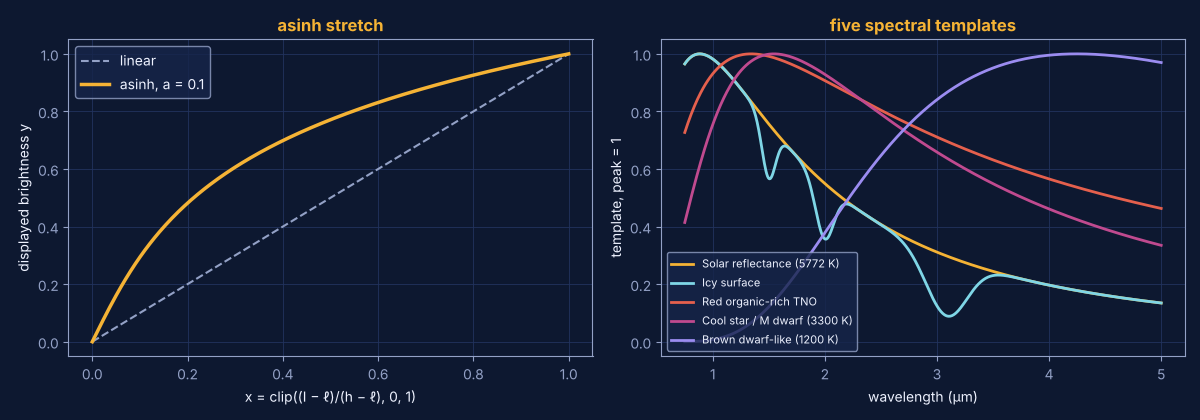 asinh stretch
linear
asinh, a = 0.1
displayed brightness y
1.0
0.8
0.6
0.4
0.2
0.0
0.0 0.2 0.4 0.6 0.8 1.0
x = clip((I − ℓ)/(h − ℓ), 0, 1)
five spectral templates
template, peak = 1
1.0
0.8
0.6
0.4
0.2
0.0
Solar reflectance (5772 K)
Icy surface
Red organic-rich TNO
Cool star / M dwarf (3300 K)
Brown dwarf-like (1200 K)
1 2 3 4 5
wavelength (μm)